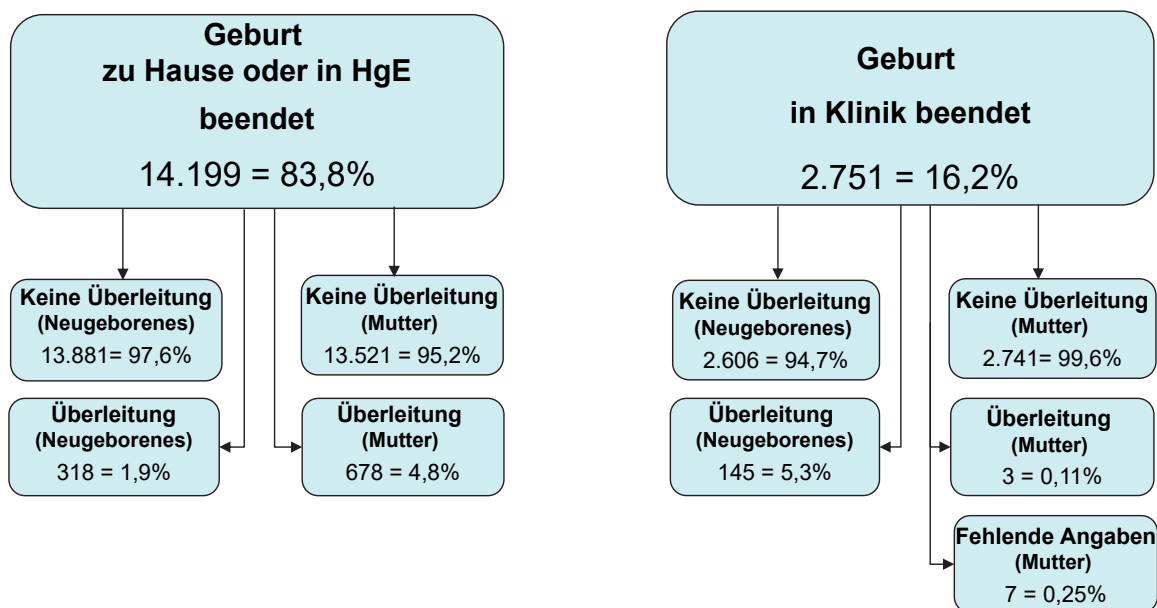 Geburt
zu Hause oder in HgE
beendet
14.199 = 83,8%
Keine Überleitung
(Neugeborenes)
13.881= 97,6%
Keine Überleitung
(Mutter)
13.521 = 95,2%
Überleitung
(Neugeborenes)
318 = 1,9%
Überleitung
(Mutter)
678 = 4,8%
Geburt
in Klinik beendet
2.751 = 16,2%
Keine Überleitung
(Neugeborenes)
2.606 = 94,7%
Keine Überleitung
(Mutter)
2.741= 99,6%
Überleitung
(Neugeborenes)
145 = 5,3%
Überleitung
(Mutter)
3 = 0,11%
Fehlende Angaben
(Mutter)
7 = 0,25%